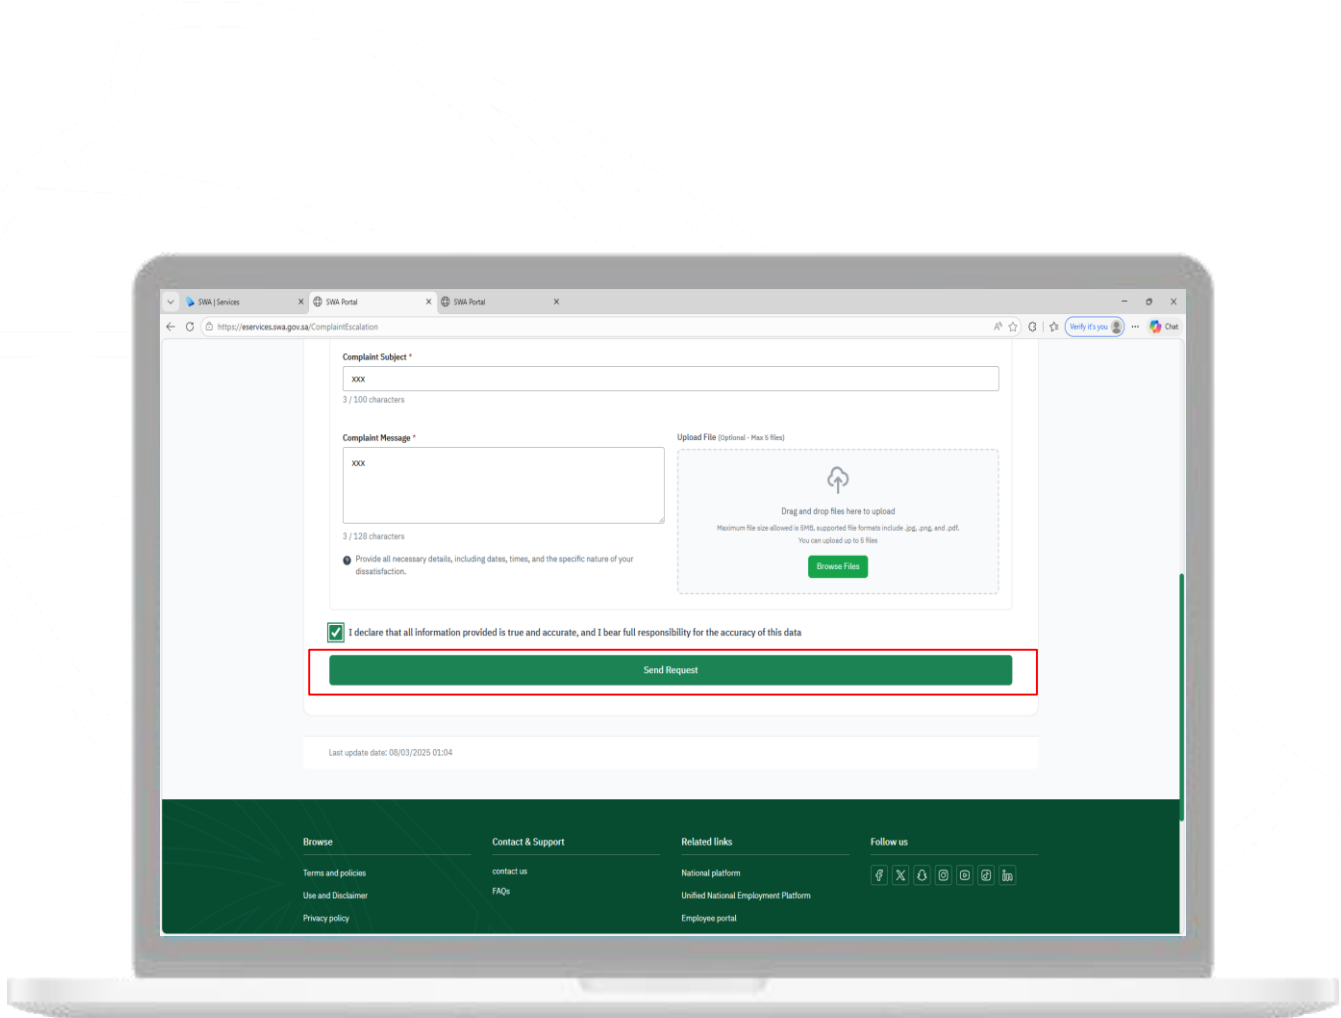 SWA | Services
SWA Portal
SWA Portal
https://eservices.swa.gov.sa/ComplaintEscalation
Verify it's you
Chat
Complaint Subject *
xxx
3 / 100 characters
Complaint Message *
xxx
3 / 128 characters
Provide all necessary details, including dates, times, and the specific nature of your
dissatisfaction.
Upload File (Optional - Max 5 files)
Drag and drop files here to upload
Maximum file size allowed is 5MB, supported file formats include .jpg, .png, and .pdf.
You can upload up to 5 files
Browse Files
I declare that all information provided is true and accurate, and I bear full responsibility for the accuracy of this data
Send Request
Last update date: 08/03/2025 01:04
Browse
Terms and policies
Use and Disclaimer
Privacy policy
Contact & Support
contact us
FAQs
Related links
National platform
Unified National Employment Platform
Employee portal
Follow us